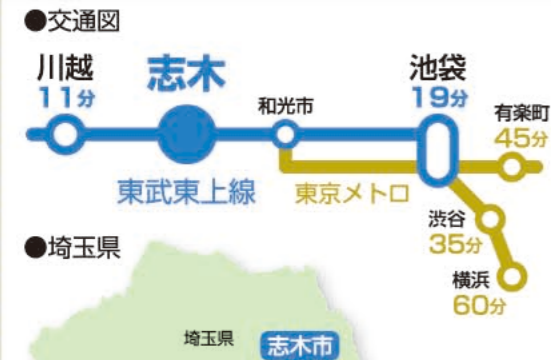 ●交通図
川越
11分
志木
和光市
池袋
19分
有楽町
45分
東武東上線
東京メトロ
渋谷
35分
横浜
60分
●埼玉県
埼玉県
志木市